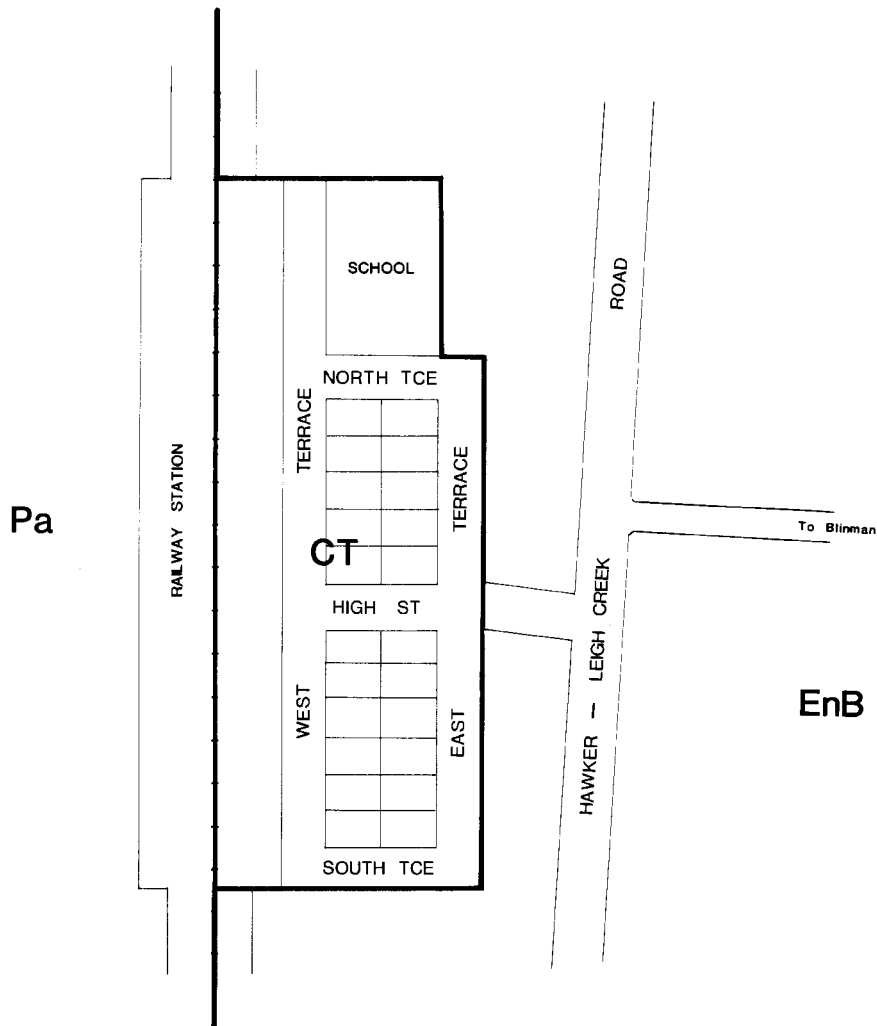 SCHOOL
ROAD
NORTH TCE
TERRACE
TERRACE
RAILWAY STATION
Pa
To Blinman
CT
HIGH ST
HAWKER — LEIGH CREEK
WEST
EAST
EnB
SOUTH TCE